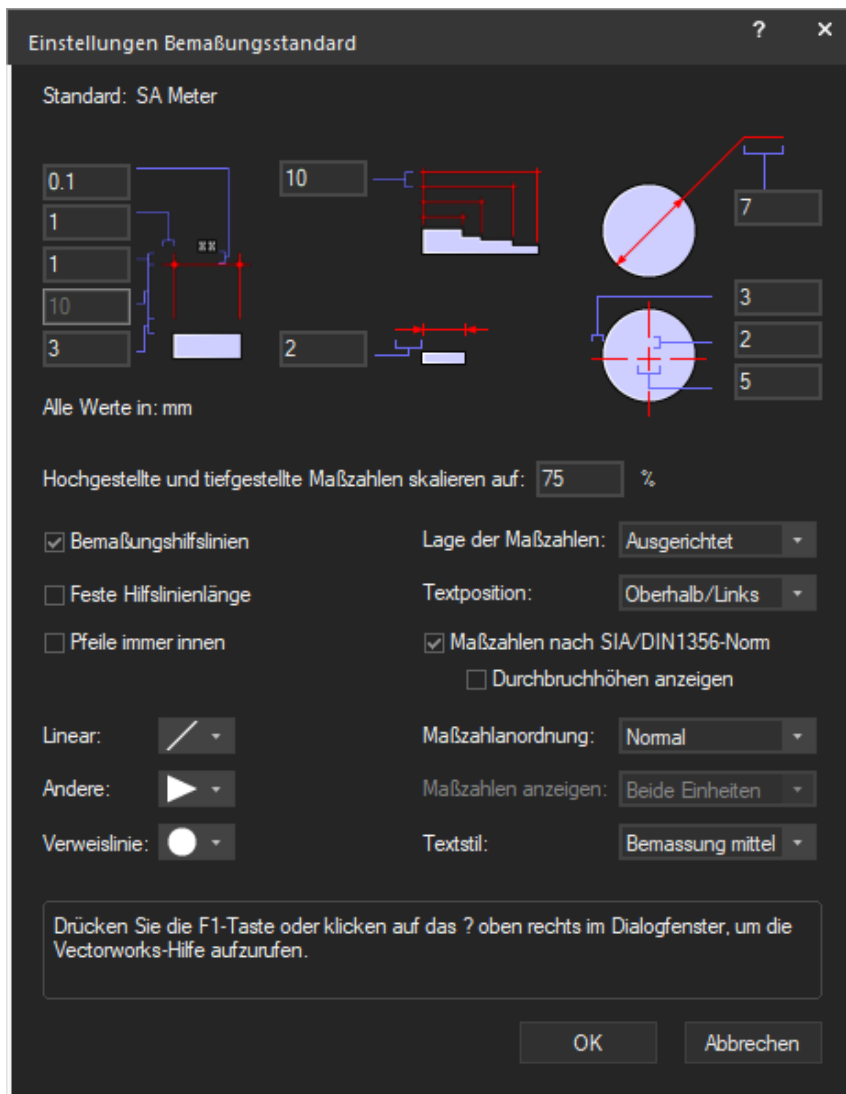 Einstellungen Bemaßungsstandard ? ×
Standard: SA Meter
0.1
10
1
7
1
10
3
3
2
2
5
Alle Werte in: mm
Hochgestellte und tiefgestellte Maßzahlen skalieren auf: 75 %
Bemaßungshilfslinien
Lage der Maßzahlen: Ausgerichtet
Feste Hilfslinienlänge
Textposition: Oberhalb/Links
Pfeile immer innen
Maßzahlen nach SIA/DIN1356-Norm
Durchbruchhöhen anzeigen
Linear:
Maßzahlanordnung: Normal
Andere:
Maßzahlen anzeigen: Beide Einheiten
Verweislinie:
Textstil: Bemassung mittel
Drücken Sie die F1-Taste oder klicken auf das ? oben rechts im Dialogfenster, um die
Vectorworks-Hilfe aufzurufen.
OK Abbrechen